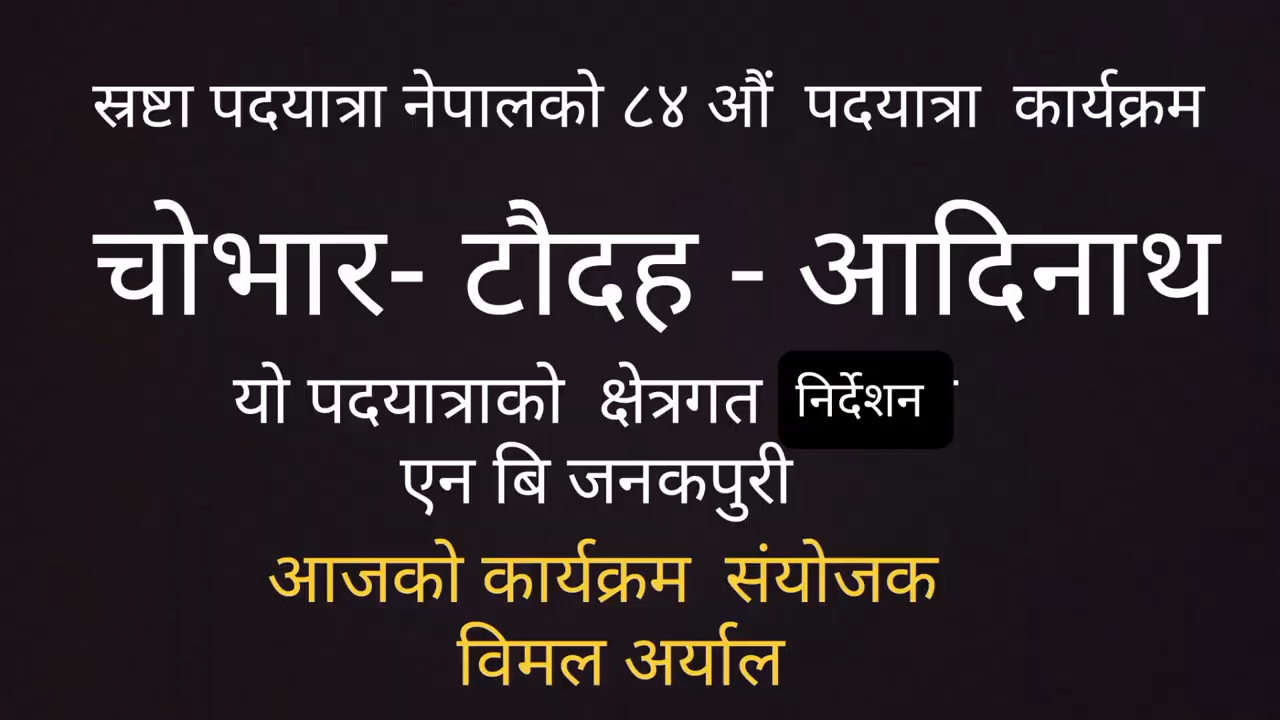 स्रष्टा पदयात्रा नेपालको ८४ औं पदयात्रा कार्यक्रम
चोभार- टौदह - आदिनाथ
यो पदयात्राको क्षेत्रगत निर्देशन
एन बि जनकपुरी
आजको कार्यक्रम संयोजक
विमल अर्याल